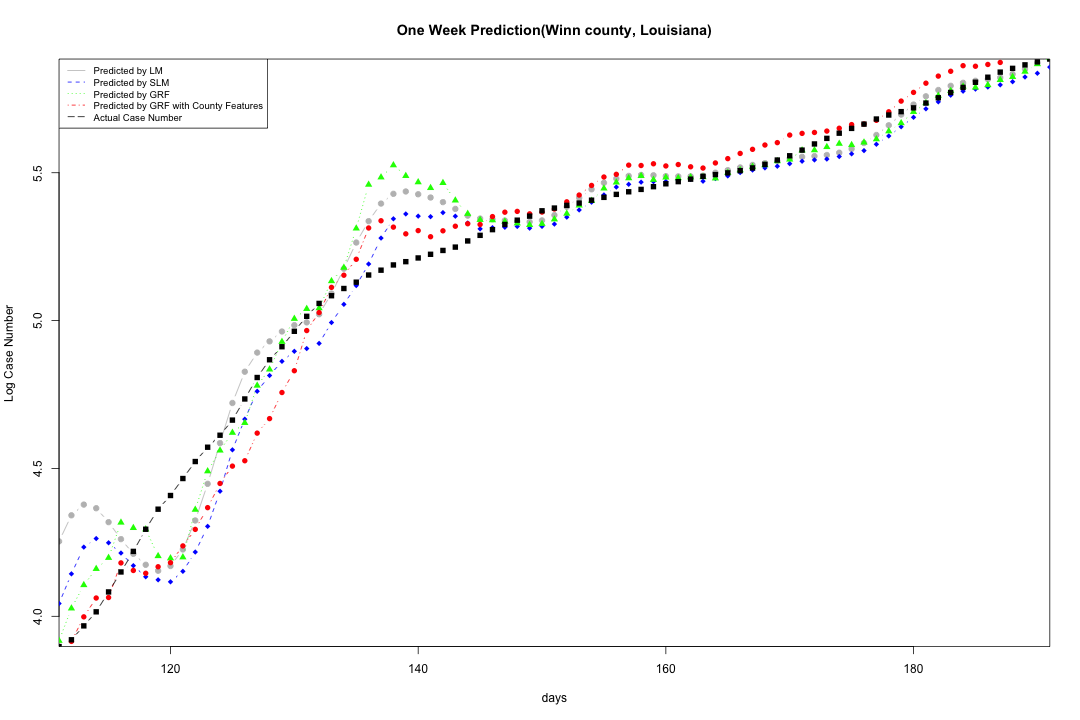 One Week Prediction(Winn county, Louisiana)
Predicted by LM
Predicted by SLM
Predicted by GRF
Predicted by GRF with County Features
Actual Case Number
Log Case Number
5.5
5.0
4.5
4.0
120 140 160 180
days